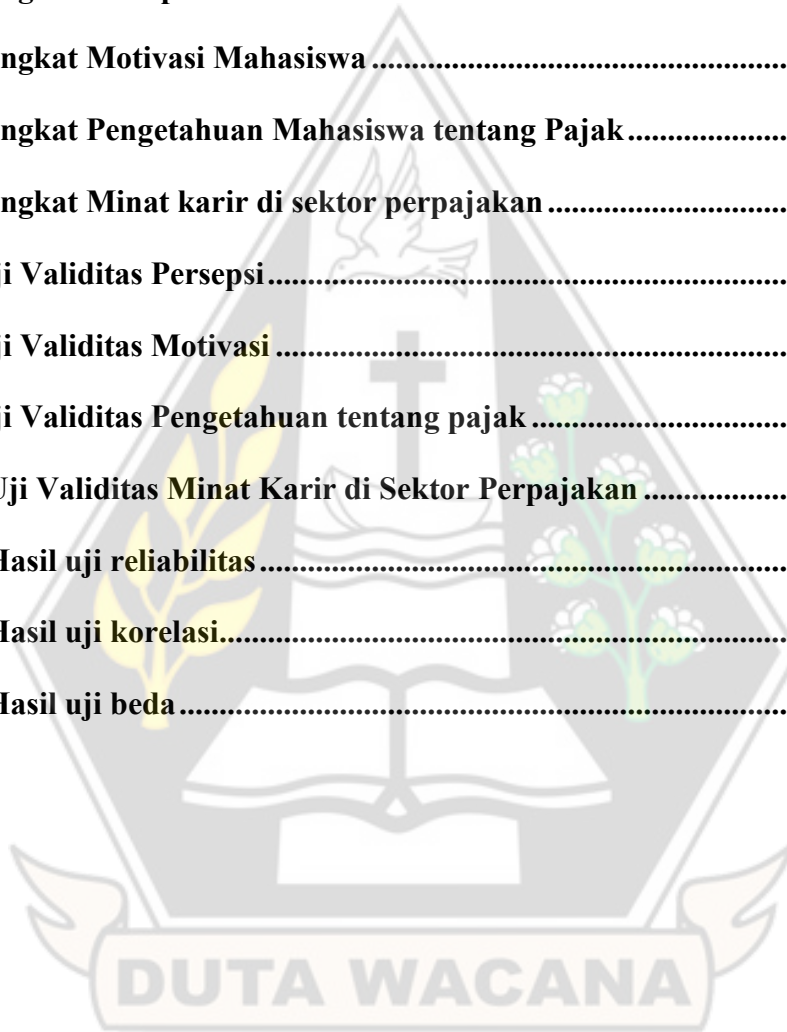 ngkat Motivasi Mahasiswa ................................................
ngkat Pengetahuan Mahasiswa tentang Pajak ...................
ngkat Minat karir di sektor perpajakan ............................
ji Validitas Persepsi .............................................................
ji Validitas Motivasi ............................................................
ji Validitas Pengetahuan tentang pajak ..............................
Uji Validitas Minat Karir di Sektor Perpajakan .................
Hasil uji reliabilitas ..............................................................
Hasil uji korelasi...................................................................
Hasil uji beda ........................................................................
DUTA WACANA